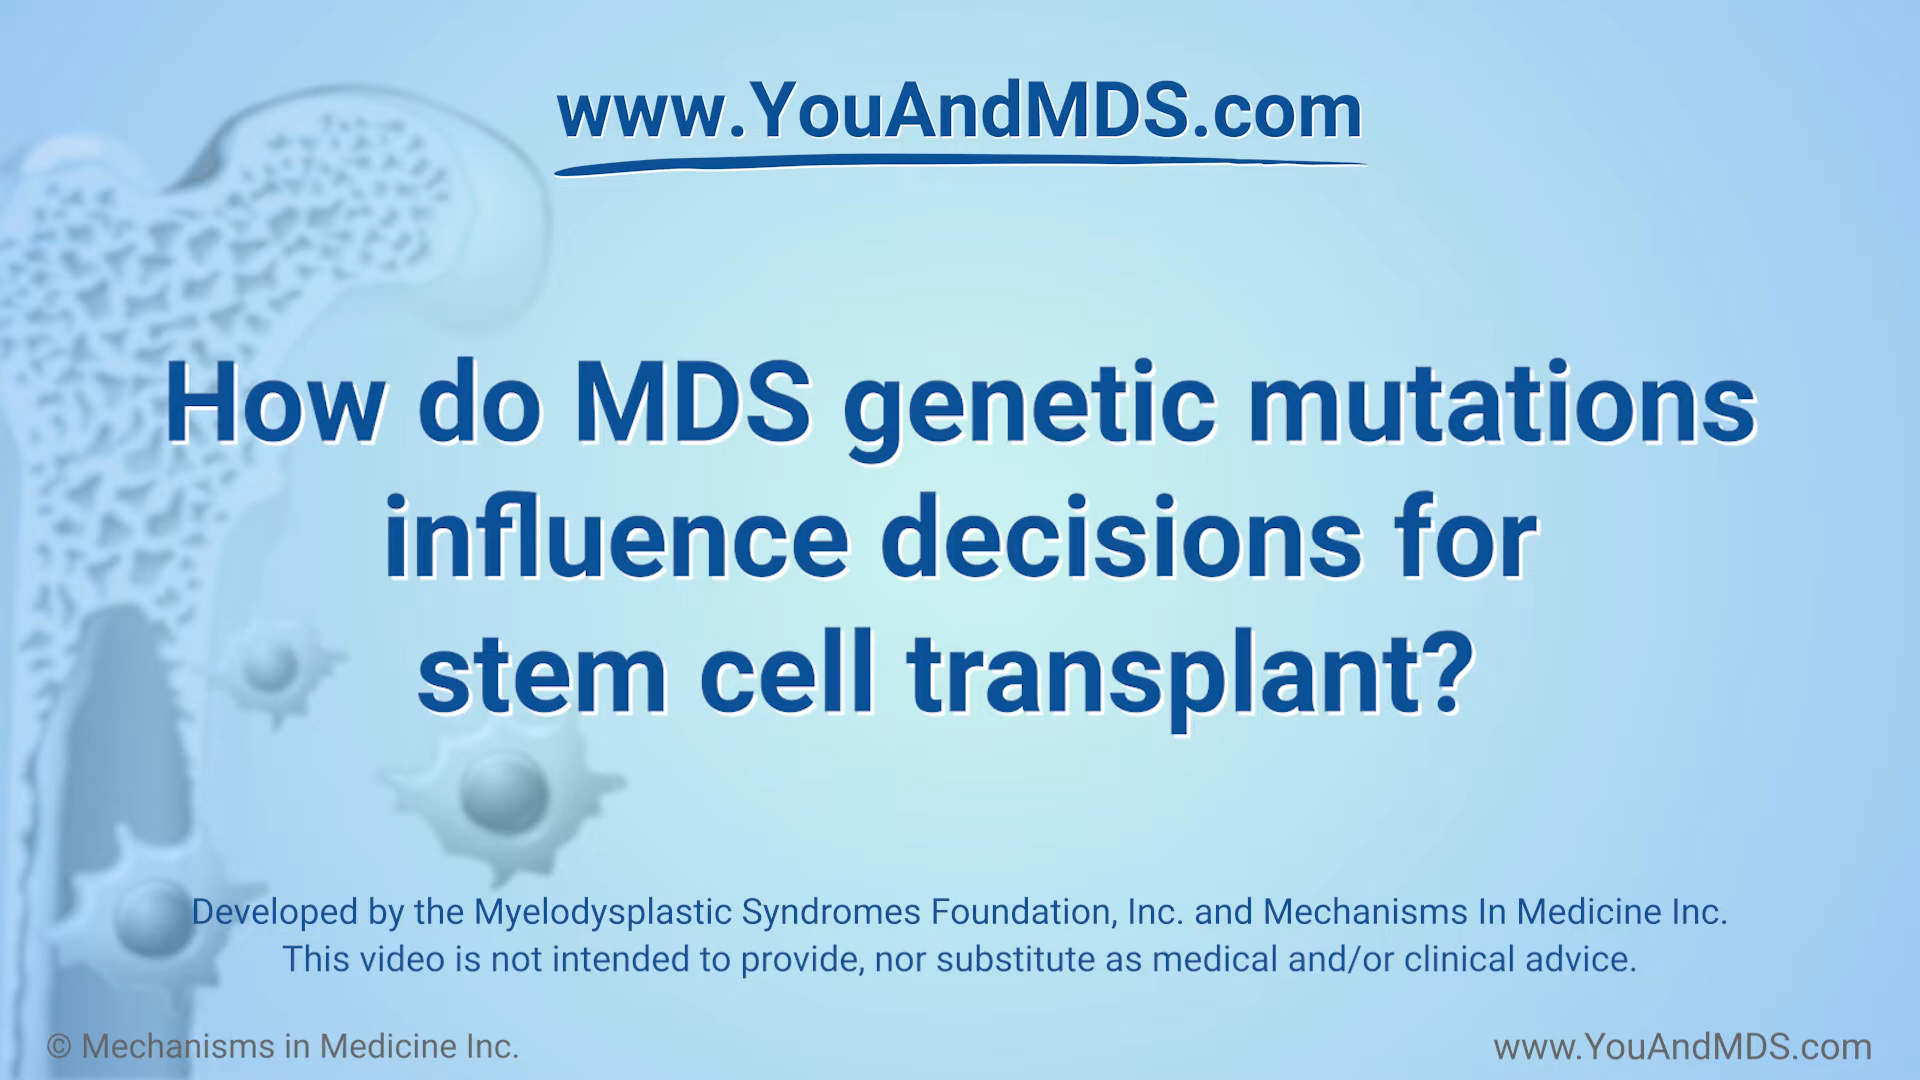 www.YouAndMDS.com
How do MDS genetic mutations
influence decisions for
stem cell transplant?
Developed by the Myelodysplastic Syndromes Foundation, Inc. and Mechanisms In Medicine Inc.
This video is not intended to provide, nor substitute as medical and/or clinical advice.
© Mechanisms in Medicine Inc.
www.YouAndMDS.com